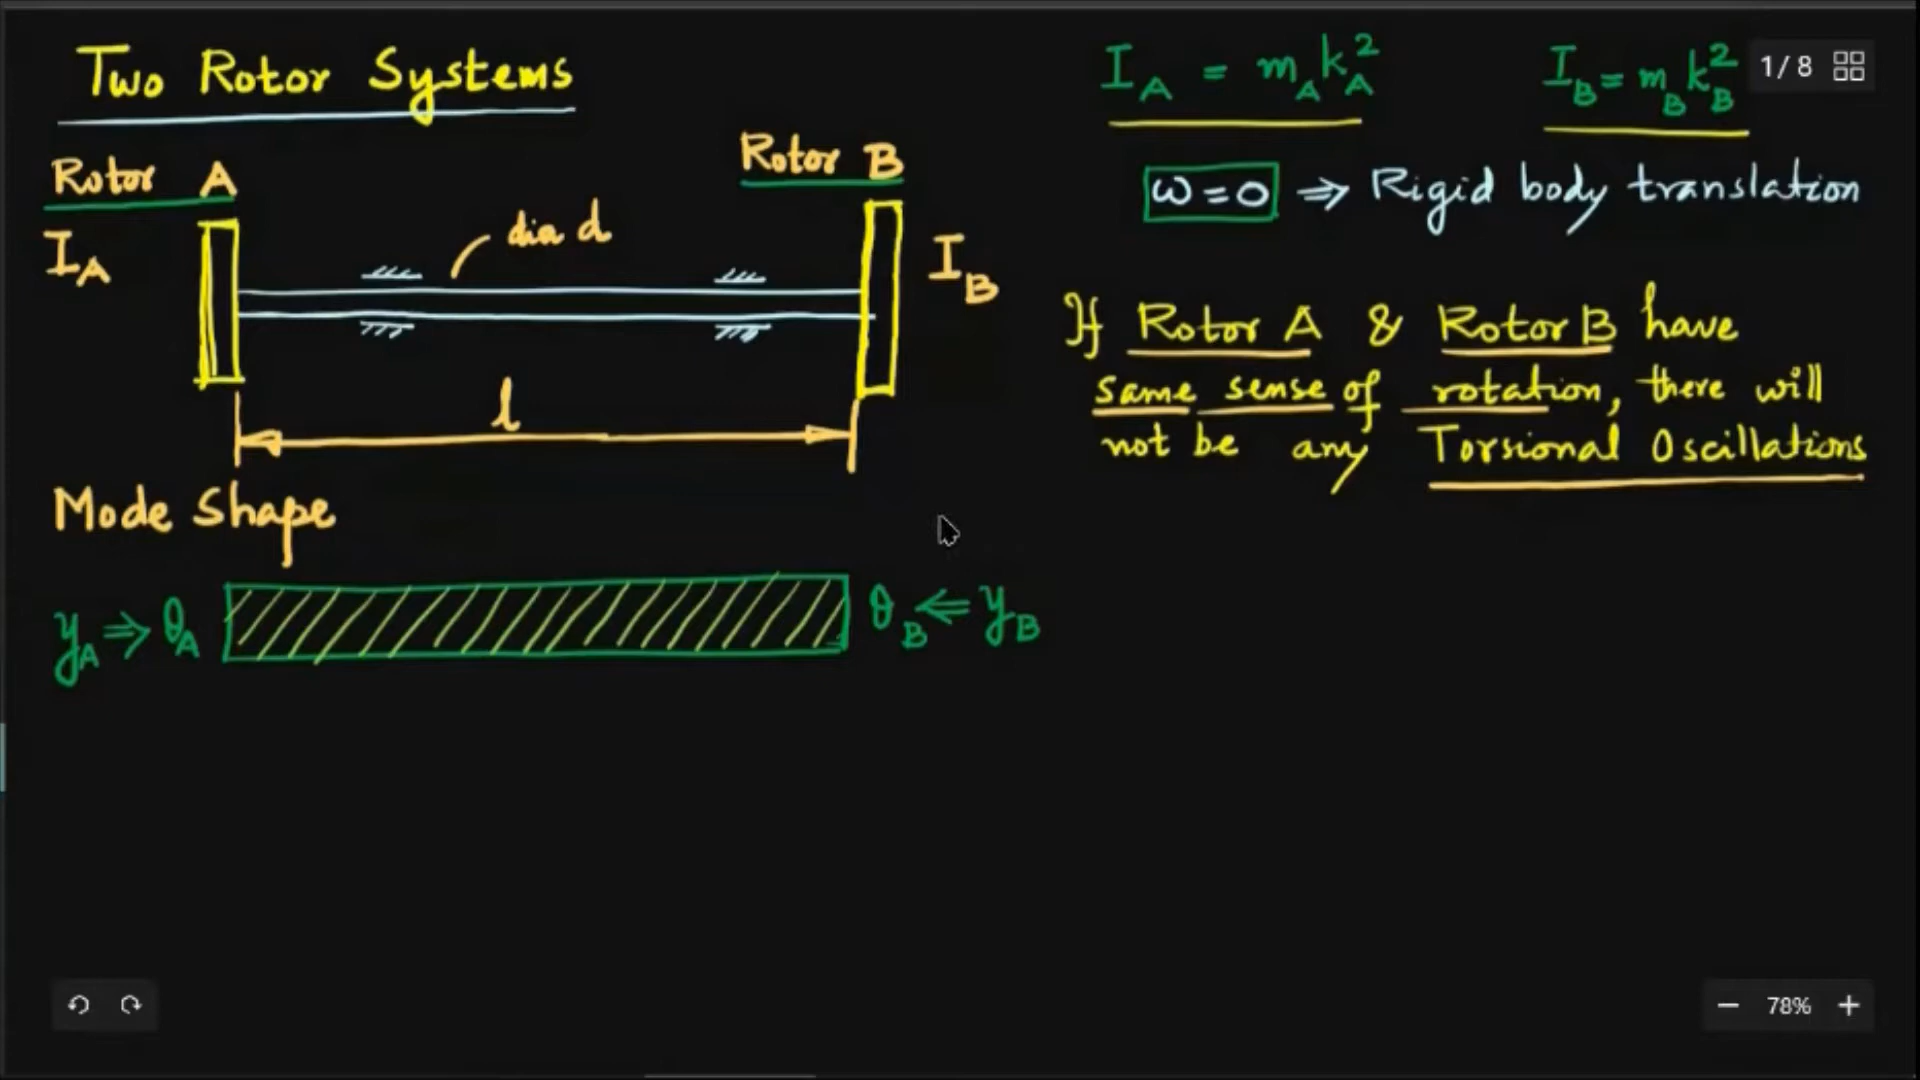 Two Rotor Systems
Rotor A
I_A
Rotor B
I_B
dia d
l
Mode Shape
y_A ⇒ θ_A
θ_B ⇐ y_B
I_A = m_A k_A^2
I_B = m_B k_B^2
1/8
ω = 0 ⇒ Rigid body translation
If Rotor A & Rotor B have
same sense of rotation, there will
not be any Torsional Oscillations
78%